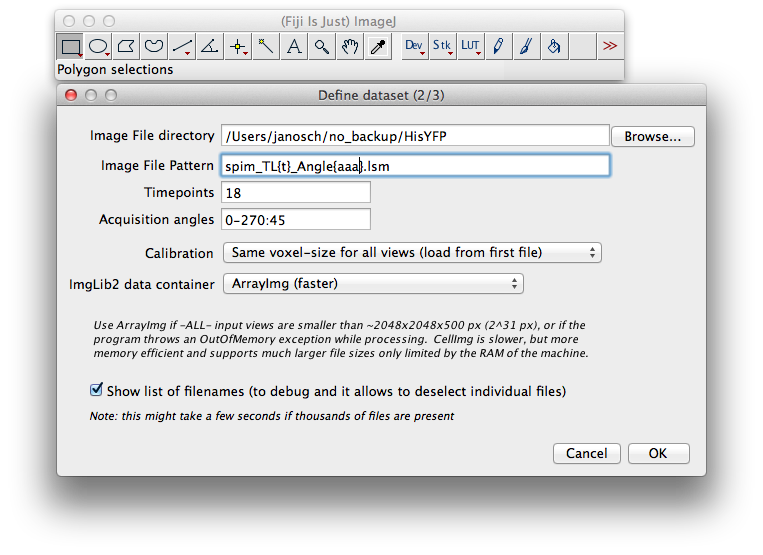 (Fiji Is Just) ImageJ
A Dev Stk LUT >>
Polygon selections
Define dataset (2/3)
Image File directory /Users/janosch/no_backup/HisYFP Browse...
Image File Pattern spim_TL{t}_Angle{aaa}.lsm
Timepoints 18
Acquisition angles 0-270:45
Calibration Same voxel-size for all views (load from first file)
ImgLib2 data container ArrayImg (faster)
Use ArrayImg if -ALL- input views are smaller than ~2048x2048x500 px (2^31 px), or if the
program throws an OutOfMemory exception while processing. CellImg is slower, but more
memory efficient and supports much larger file sizes only limited by the RAM of the machine.
Show list of filenames (to debug and it allows to deselect individual files)
Note: this might take a few seconds if thousands of files are present
Cancel OK